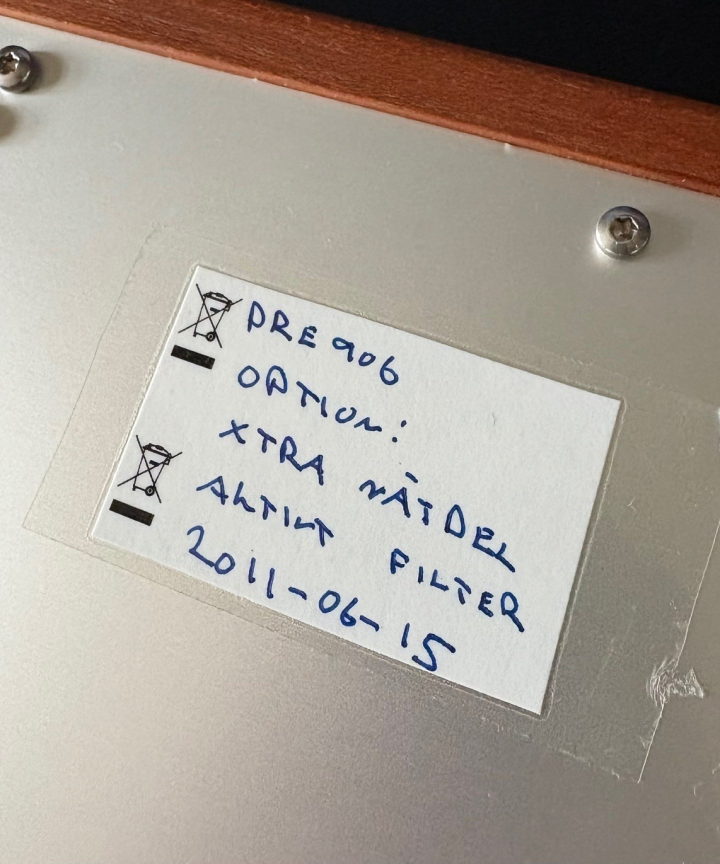 PRE 906
OPTION:
XTRA NÄTDEL
AKTIVT FILTER
2011-06-15